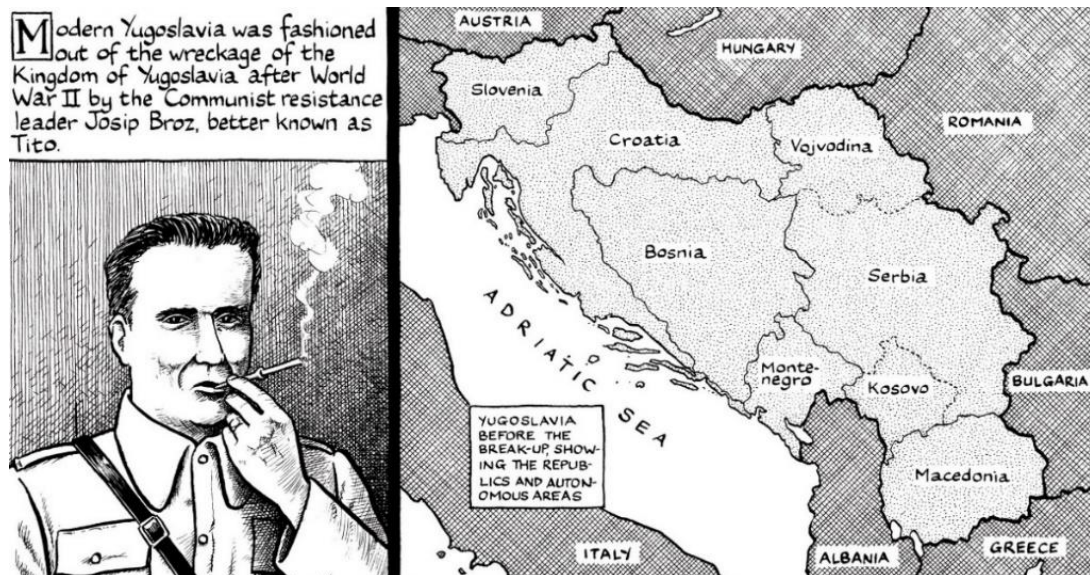 Modern Yugoslavia was fashioned
out of the wreckage of the
Kingdom of Yugoslavia after World
War II by the Communist resistance
leader Josip Broz, better known as
Tito.
AUSTRIA
HUNGARY
Slovenia
Croatia
Vojvodina
ROMANIA
Bosnia
Serbia
ADRIATIC SEA
Monte-
negro
Kosovo
BULGARIA
YUGOSLAVIA
BEFORE THE
BREAK-UP, SHOW-
ING THE REPUB-
LICS AND AUTON-
OMOUS AREAS
Macedonia
ITALY
ALBANIA
GREECE